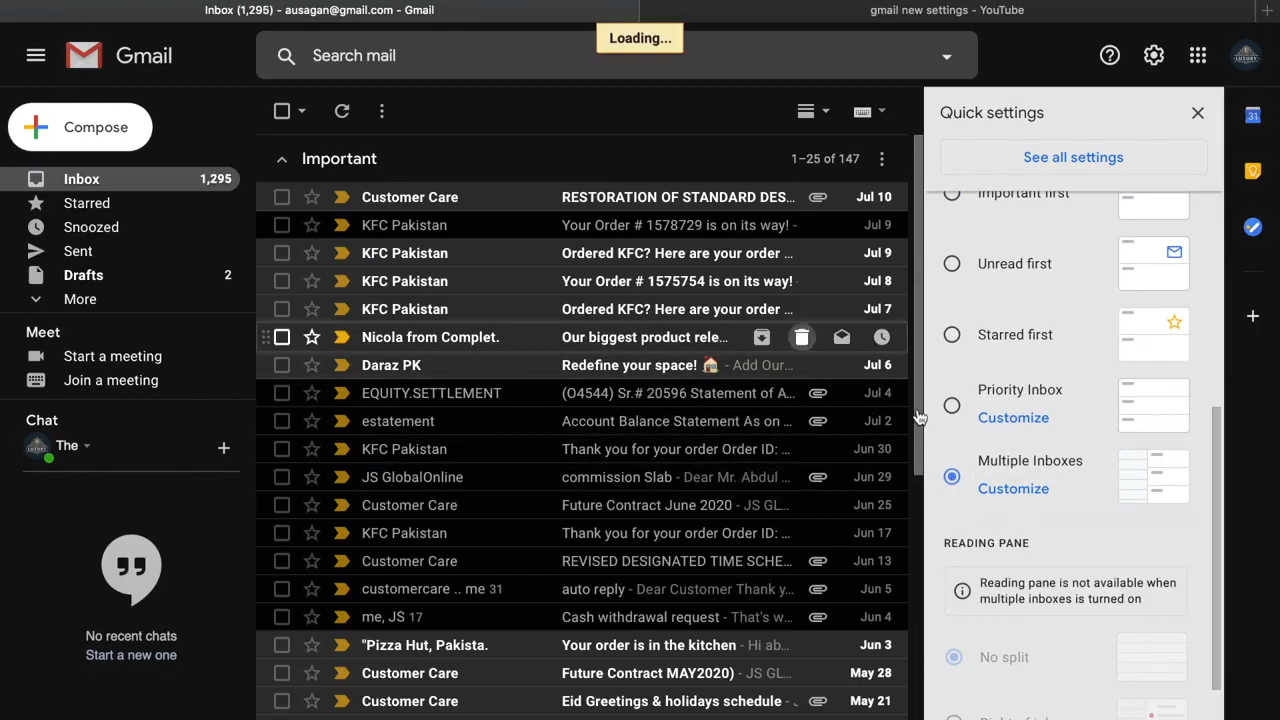 Inbox (1,295) - ausagan@gmail.com - Gmail
gmail new settings - YouTube
Loading...
Gmail
Search mail
Compose
Quick settings
See all settings
Important
1–25 of 147
Inbox 1,295
Starred
Snoozed
Sent
Drafts 2
More
Meet
Start a meeting
Join a meeting
Chat
The
No recent chats
Start a new one
Customer Care RESTORATION OF STANDARD DES... Jul 10
KFC Pakistan Your Order # 1578729 is on its way! - Jul 9
KFC Pakistan Ordered KFC? Here are your order ... Jul 9
KFC Pakistan Your Order # 1575754 is on its way! - Jul 8
KFC Pakistan Ordered KFC? Here are your order ... Jul 7
Nicola from Complet. Our biggest product rele...
Daraz PK Redefine your space! 🏠 - Add Our... Jul 6
EQUITY.SETTLEMENT (O4544) Sr.# 20596 Statement of A... Jul 4
estatement Account Balance Statement As on ... Jul 2
KFC Pakistan Thank you for your order Order ID: ... Jun 30
JS GlobalOnline commission Slab - Dear Mr. Abdul ... Jun 29
Customer Care Future Contract June 2020 - JS GL... Jun 25
KFC Pakistan Thank you for your order Order ID: ... Jun 17
Customer Care REVISED DESIGNATED TIME SCHE... Jun 13
customercare .. me 31 auto reply - Dear Customer Thank y... Jun 5
me, JS 17 Cash withdrawal request - That's w... Jun 4
"Pizza Hut, Pakista. Your order is in the kitchen - Hi ab... Jun 3
Customer Care Future Contract MAY2020) - JS GL... May 28
Customer Care Eid Greetings & holidays schedule - . May 21
Important first
Unread first
Starred first
Priority Inbox
Customize
Multiple Inboxes
Customize
READING PANE
Reading pane is not available when
multiple inboxes is turned on
No split
31